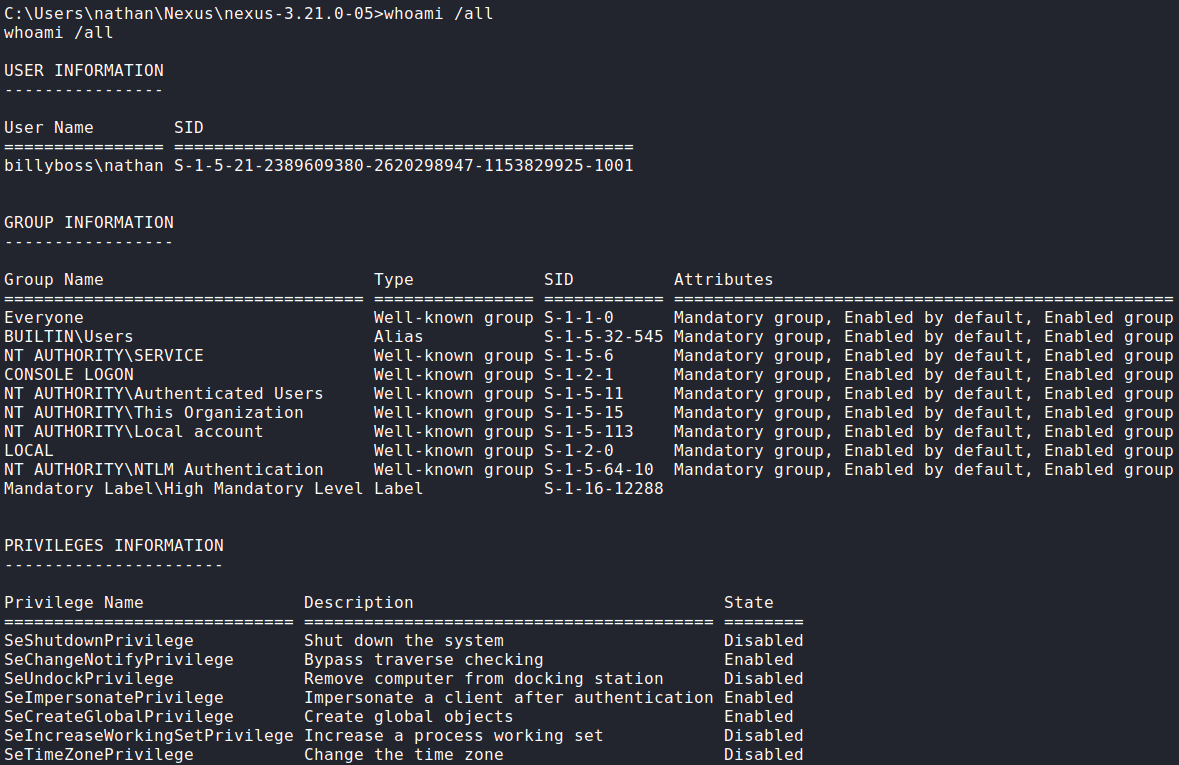 C:\Users\nathan\Nexus\nexus-3.21.0-05>whoami /all
whoami /all
USER INFORMATION
----------------
User Name        SID
================ ==============================================
billyboss\nathan S-1-5-21-2389609380-2620298947-1153829925-1001
GROUP INFORMATION
-----------------
Group Name                           Type             SID          Attributes
==================================== ================ ============ ==================================================
Everyone                             Well-known group S-1-1-0      Mandatory group, Enabled by default, Enabled group
BUILTIN\Users                        Alias            S-1-5-32-545 Mandatory group, Enabled by default, Enabled group
NT AUTHORITY\SERVICE                 Well-known group S-1-5-6      Mandatory group, Enabled by default, Enabled group
CONSOLE LOGON                        Well-known group S-1-2-1      Mandatory group, Enabled by default, Enabled group
NT AUTHORITY\Authenticated Users     Well-known group S-1-5-11     Mandatory group, Enabled by default, Enabled group
NT AUTHORITY\This Organization       Well-known group S-1-5-15     Mandatory group, Enabled by default, Enabled group
NT AUTHORITY\Local account           Well-known group S-1-5-113    Mandatory group, Enabled by default, Enabled group
LOCAL                                Well-known group S-1-2-0      Mandatory group, Enabled by default, Enabled group
NT AUTHORITY\NTLM Authentication     Well-known group S-1-5-64-10  Mandatory group, Enabled by default, Enabled group
Mandatory Label\High Mandatory Level Label            S-1-16-12288
PRIVILEGES INFORMATION
----------------------
Privilege Name                Description                               State
============================= ========================================= ========
SeShutdownPrivilege           Shut down the system                      Disabled
SeChangeNotifyPrivilege       Bypass traverse checking                  Enabled
SeUndockPrivilege             Remove computer from docking station      Disabled
SeImpersonatePrivilege        Impersonate a client after authentication Enabled
SeCreateGlobalPrivilege       Create global objects                     Enabled
SeIncreaseWorkingSetPrivilege Increase a process working set            Disabled
SeTimeZonePrivilege           Change the time zone                      Disabled